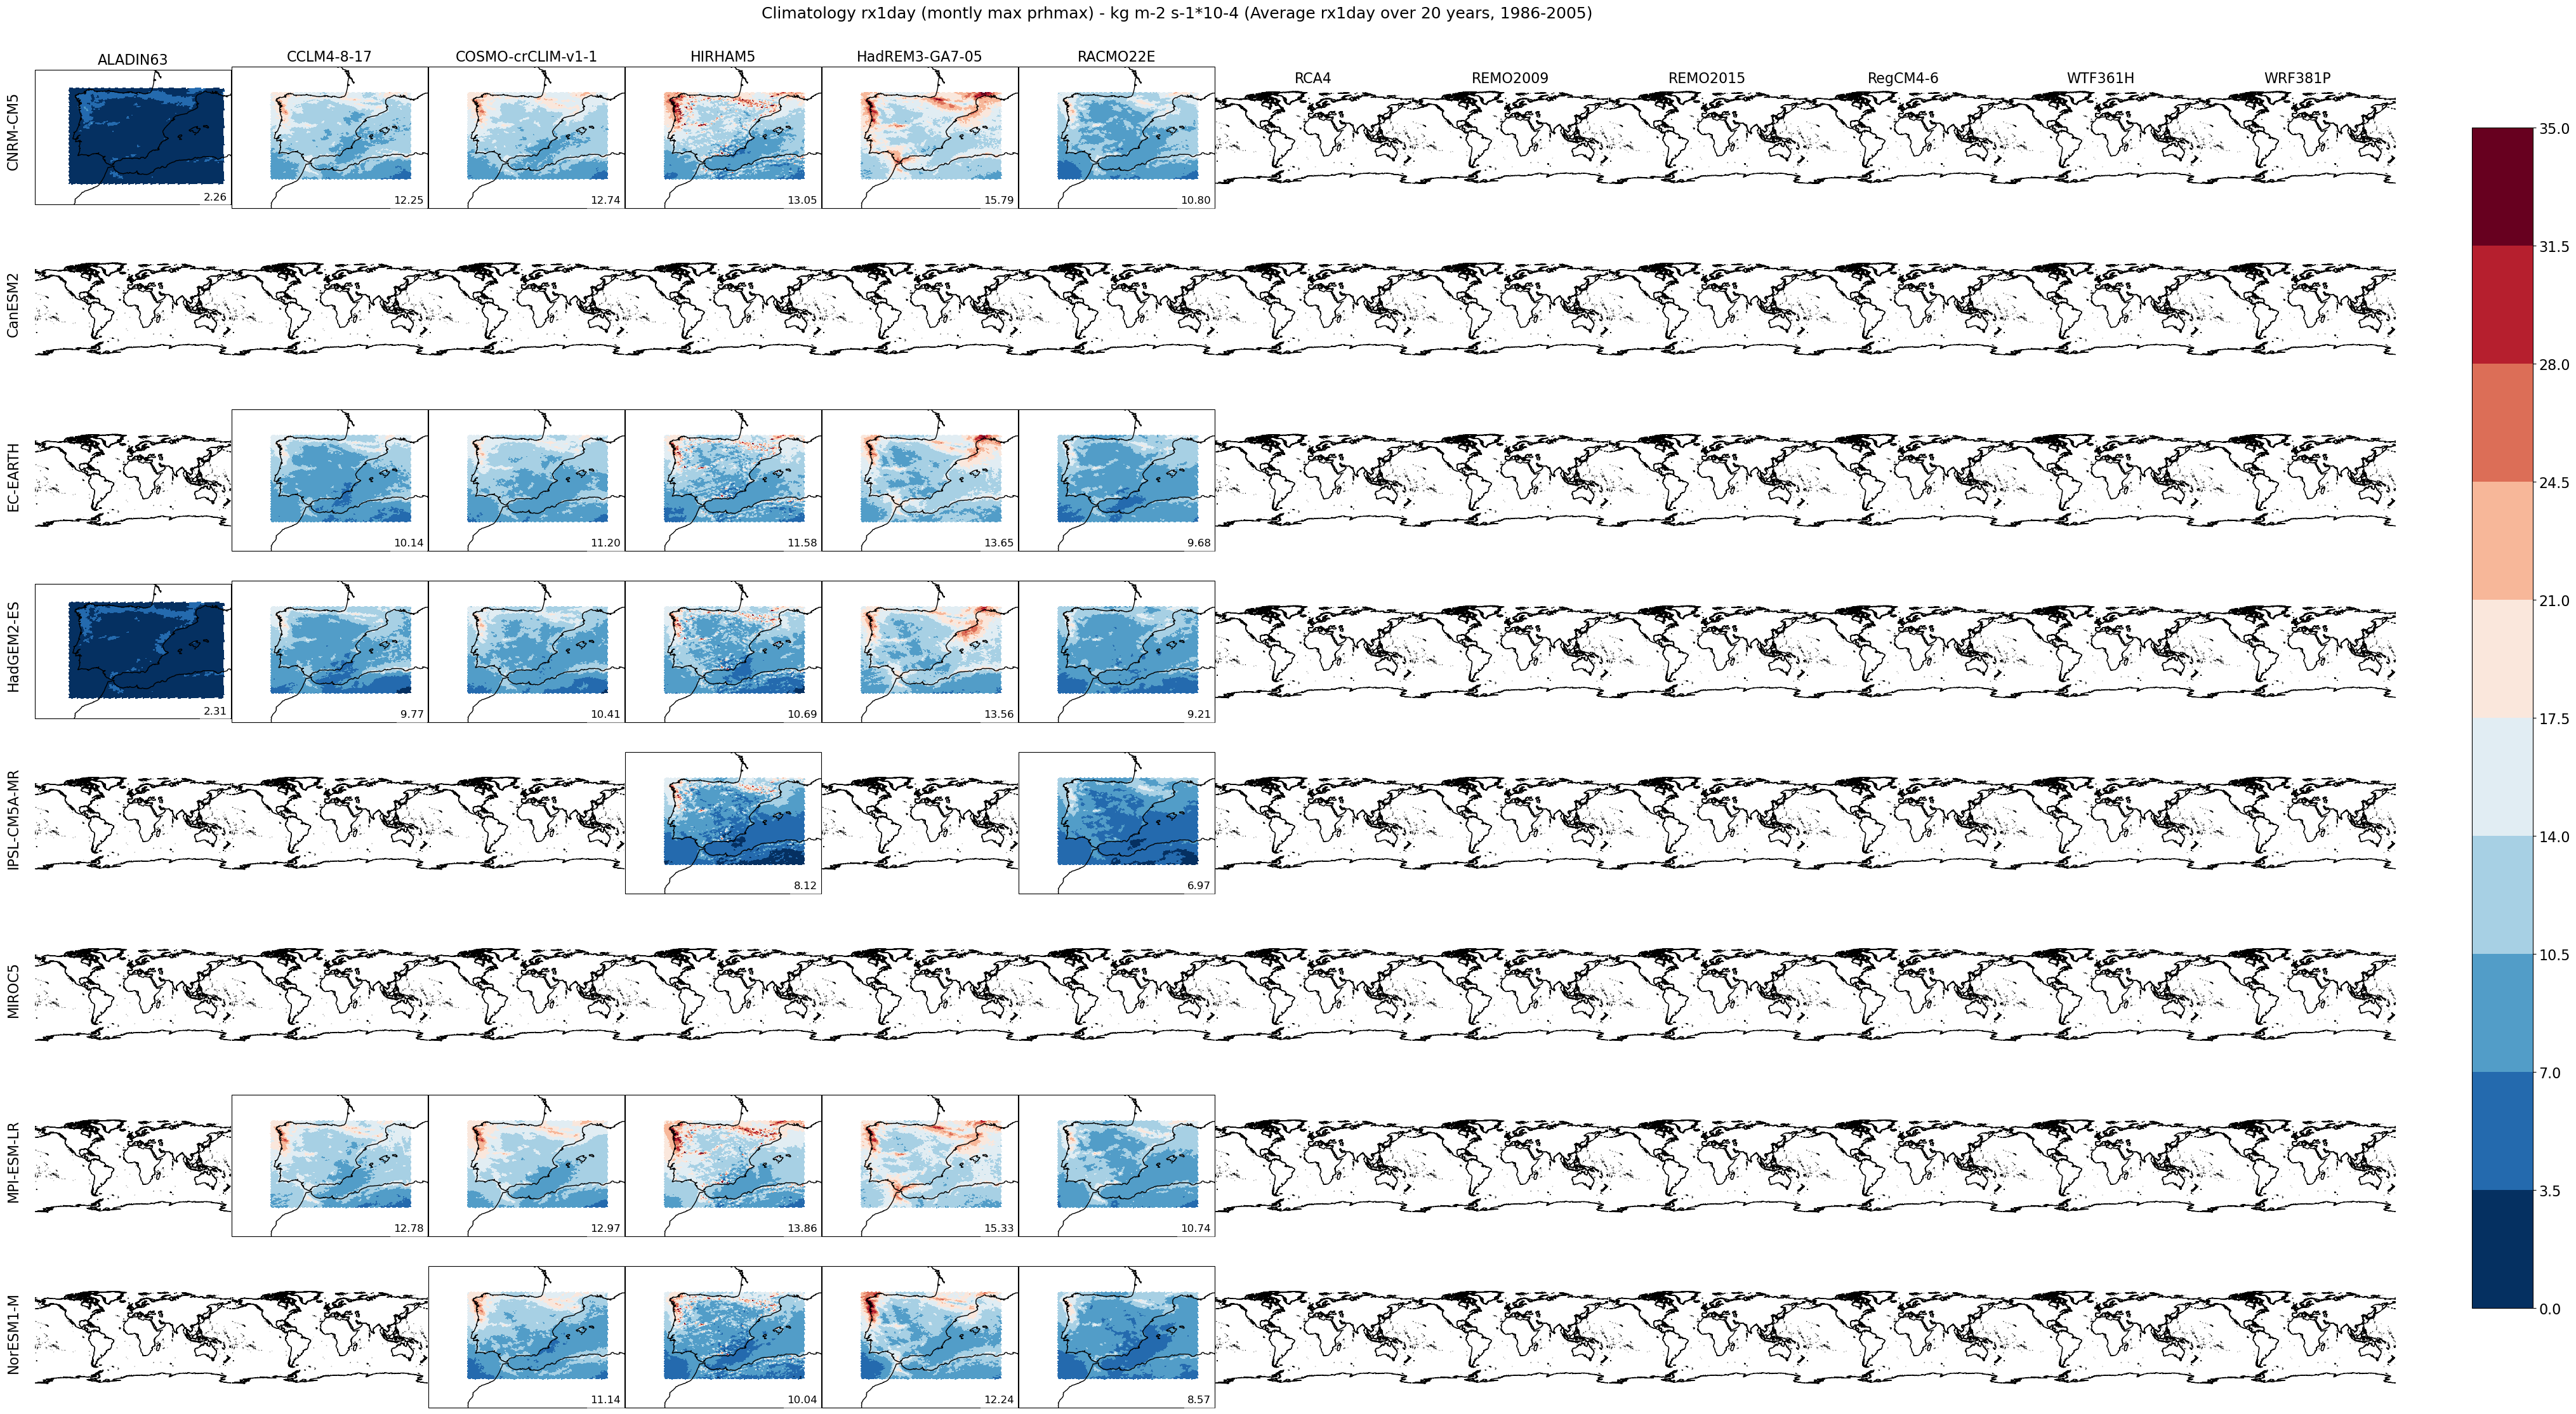 Climatology rx1day (montly max prhmax) - kg m-2 s-1*10-4 (Average rx1day over 20 years, 1986-2005)
ALADIN63 CCLM4-8-17 COSMO-crCLIM-v1-1 HIRHAM5 HadREM3-GA7-05 RACMO22E RCA4 REMO2009 REMO2015 RegCM4-6 WTF361H WRF381P
CNRM-CM5
2.26 12.25 12.74 13.05 15.79 10.80
CanESM2
EC-EARTH
10.14 11.20 11.58 13.65 9.68
HadGEM2-ES
2.31 9.77 10.41 10.69 13.56 9.21
IPSL-CM5A-MR
8.12 6.97
MIROC5
MPI-ESM-LR
12.78 12.97 13.86 15.33 10.74
NorESM1-M
11.14 10.04 12.24 8.57
35.0
31.5
28.0
24.5
21.0
17.5
14.0
10.5
7.0
3.5
0.0